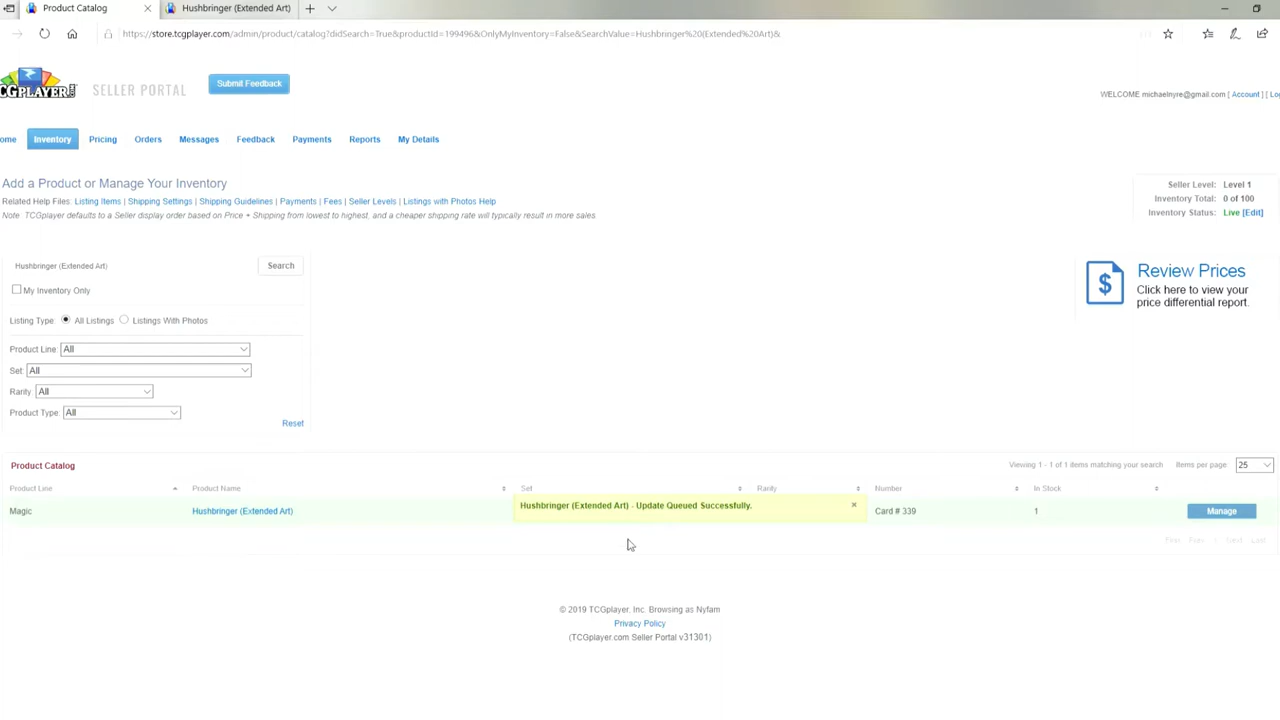 Product Catalog
Hushbringer (Extended Art)
https://store.tcgplayer.com/admin/product/catalog?didSearch=True&productId=199496&OnlyMyInventory=False&SearchValue=Hushbringer%20(Extended%20Art)&
CGPLAYER
SELLER PORTAL
Submit Feedback
WELCOME michaelnyre@gmail.com [ Account ] [ Lo
ome Inventory Pricing Orders Messages Feedback Payments Reports My Details
Add a Product or Manage Your Inventory
Related Help Files: Listing Items | Shipping Settings | Shipping Guidelines | Payments | Fees | Seller Levels | Listings with Photos Help
Note TCGplayer defaults to a Seller display order based on Price + Shipping from lowest to highest, and a cheaper shipping rate will typically result in more sales
Seller Level: Level 1
Inventory Total: 0 of 100
Inventory Status: Live [Edit]
Hushbringer (Extended Art)
Search
My Inventory Only
Listing Type: All Listings Listings With Photos
Product Line: All
Set: All
Rarity All
Product Type: All
Reset
Review Prices
Click here to view your
price differential report.
Product Catalog
Viewing 1 - 1 of 1 items matching your search Items per page: 25
Product Line Product Name Set Rarity Number In Stock
Magic Hushbringer (Extended Art) Hushbringer (Extended Art) - Update Queued Successfully. × Card # 339 1 Manage
First Prev 1 Next Last
© 2019 TCGplayer, Inc. Browsing as Nyfam
Privacy Policy
(TCGplayer.com Seller Portal v31301)